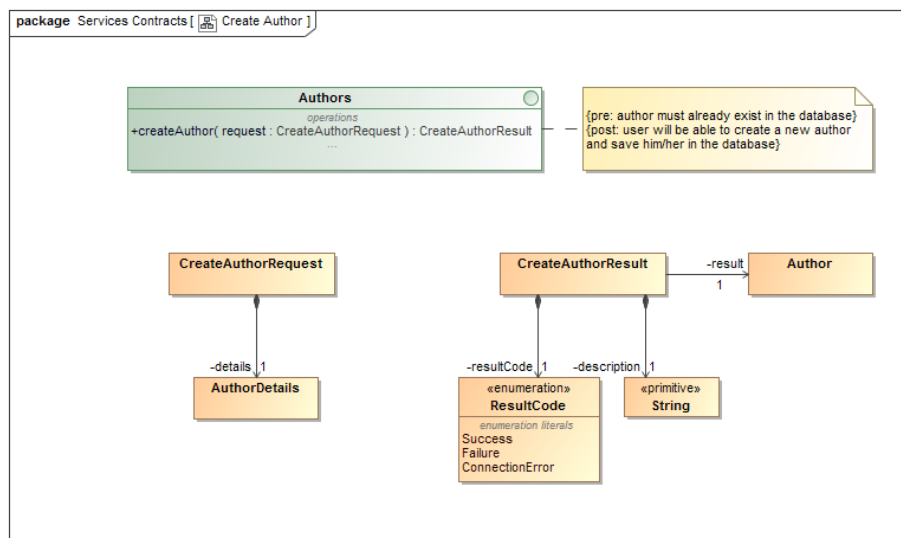 package Services Contracts [ Create Author ]
Authors
operations
+createAuthor( request : CreateAuthorRequest ) : CreateAuthorResult
...
{pre: author must already exist in the database}
{post: user will be able to create a new author
and save him/her in the database}
CreateAuthorRequest
CreateAuthorResult
-result
1
Author
-details 1
-resultCode 1
-description 1
AuthorDetails
«enumeration»
ResultCode
enumeration literals
Success
Failure
ConnectionError
«primitive»
String